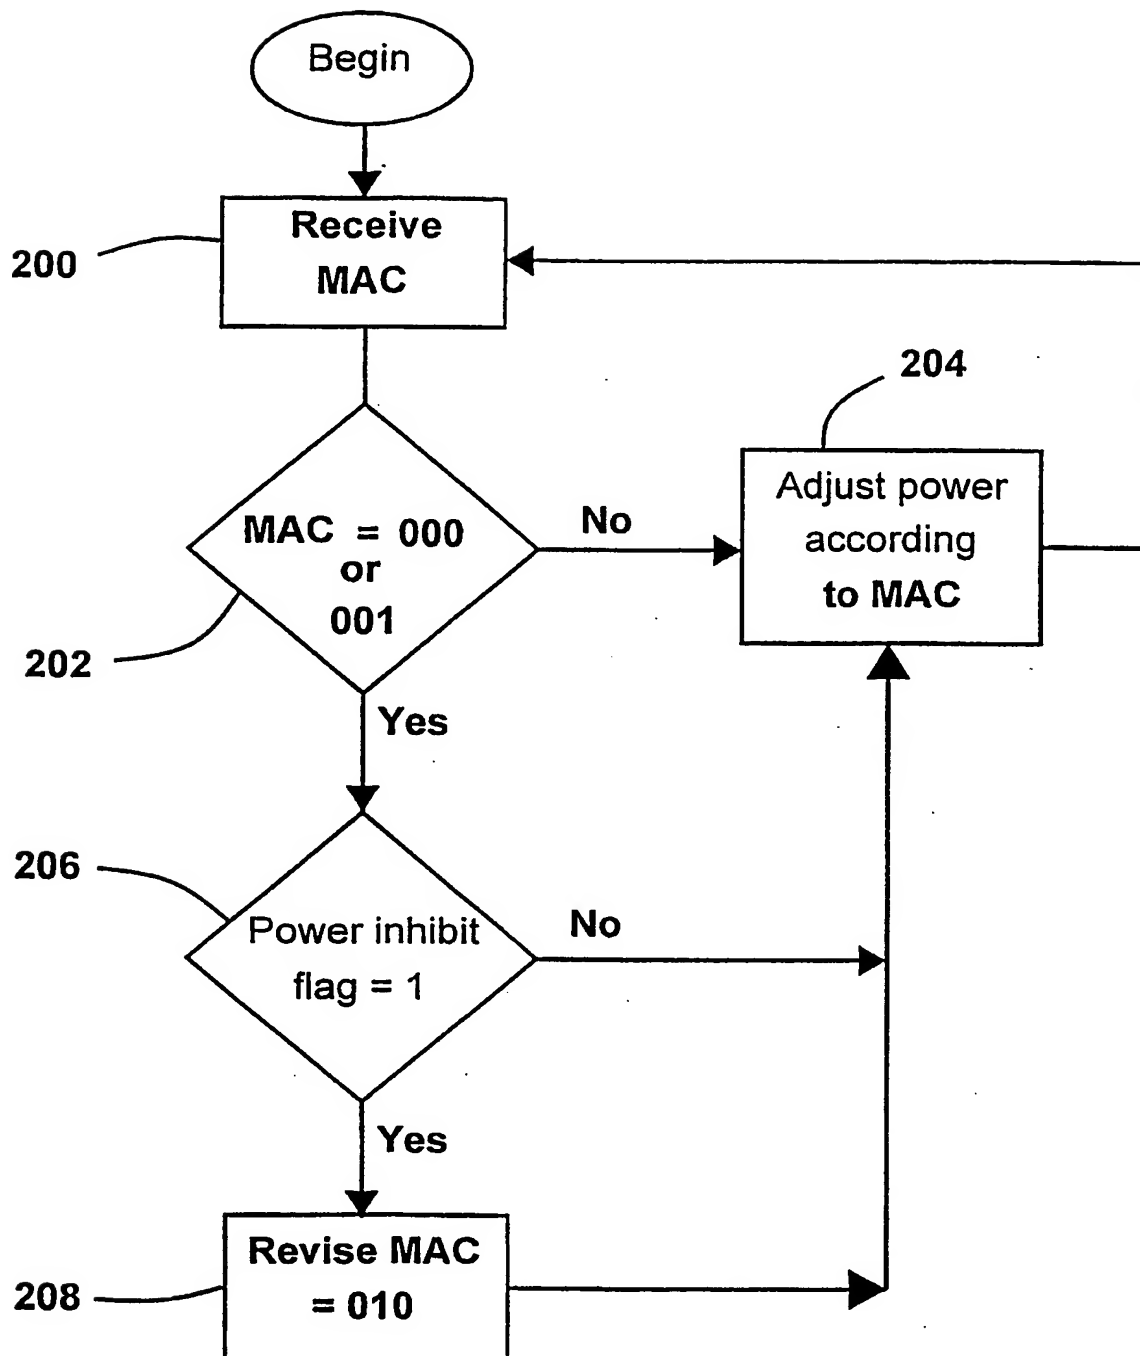 Begin
Receive
MAC
200
204
Adjust power
according
to MAC
MAC = 000
or
001
No
202
Yes
206
Power inhibit
flag = 1
No
Yes
Revise MAC
= 010
208